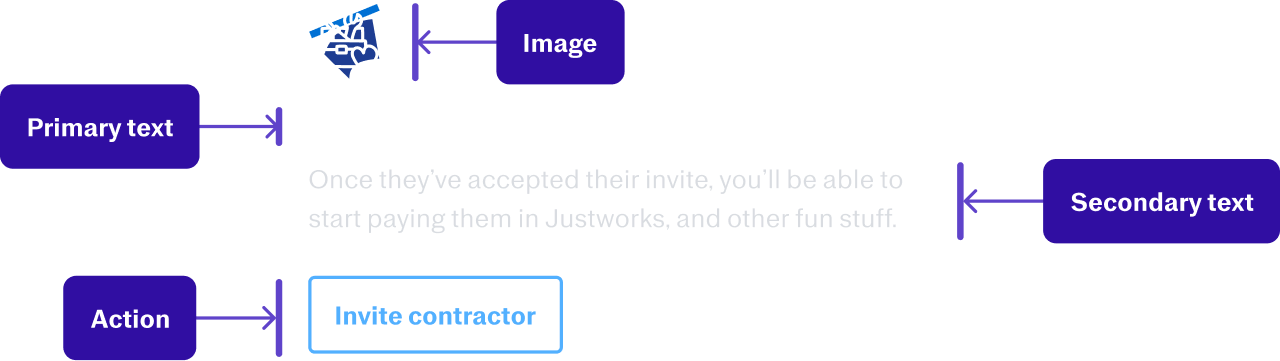 Image
Primary text
Once they’ve accepted their invite, you’ll be able to
start paying them in Justworks, and other fun stuff.
Secondary text
Action
Invite contractor